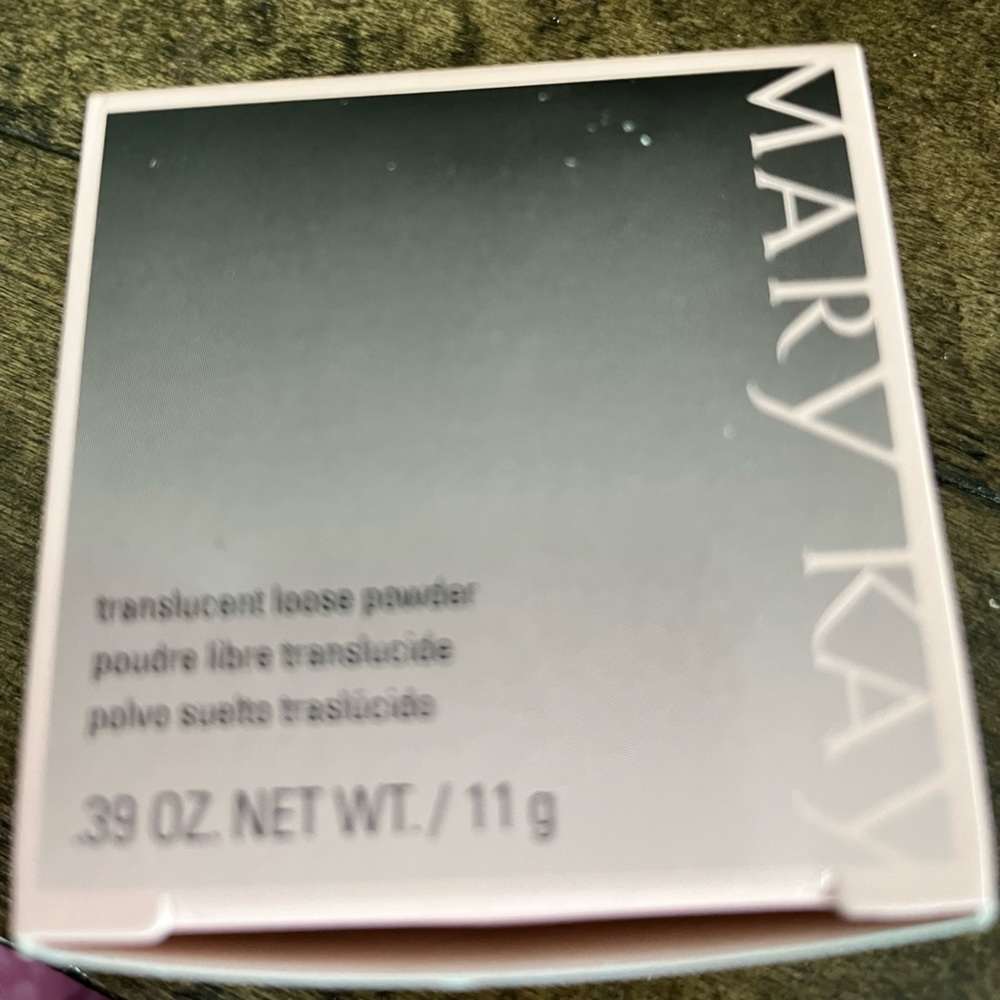 MARY KAY
translucent loose powder
poudre libre translucide
polvo suelto traslúcido
.39 OZ. NET WT. / 11 g